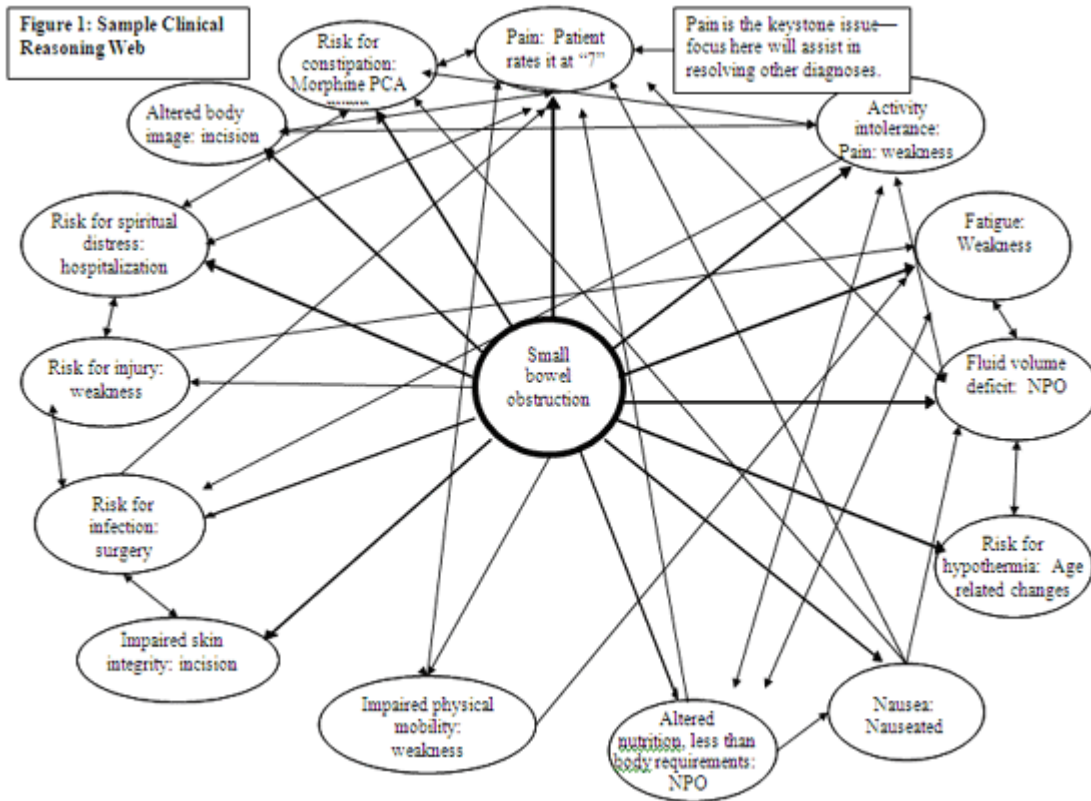 Figure 1: Sample Clinical
Reasoning Web
Risk for
constipation:
Morphine PCA
Pain: Patient
rates it at “7”
Pain is the keystone issue—
focus here will assist in
resolving other diagnoses.
Altered body
image: incision
Activity
intolerance:
Pain: weakness
Risk for spiritual
distress:
hospitalization
Fatigue:
Weakness
Risk for injury:
weakness
Small
bowel
obstruction
Fluid volume
deficit: NPO
Risk for
infection:
surgery
Risk for
hypothermia: Age
related changes
Impaired skin
integrity: incision
Impaired physical
mobility:
weakness
Altered
nutrition, less than
body requirements:
NPO
Nausea:
Nauseated